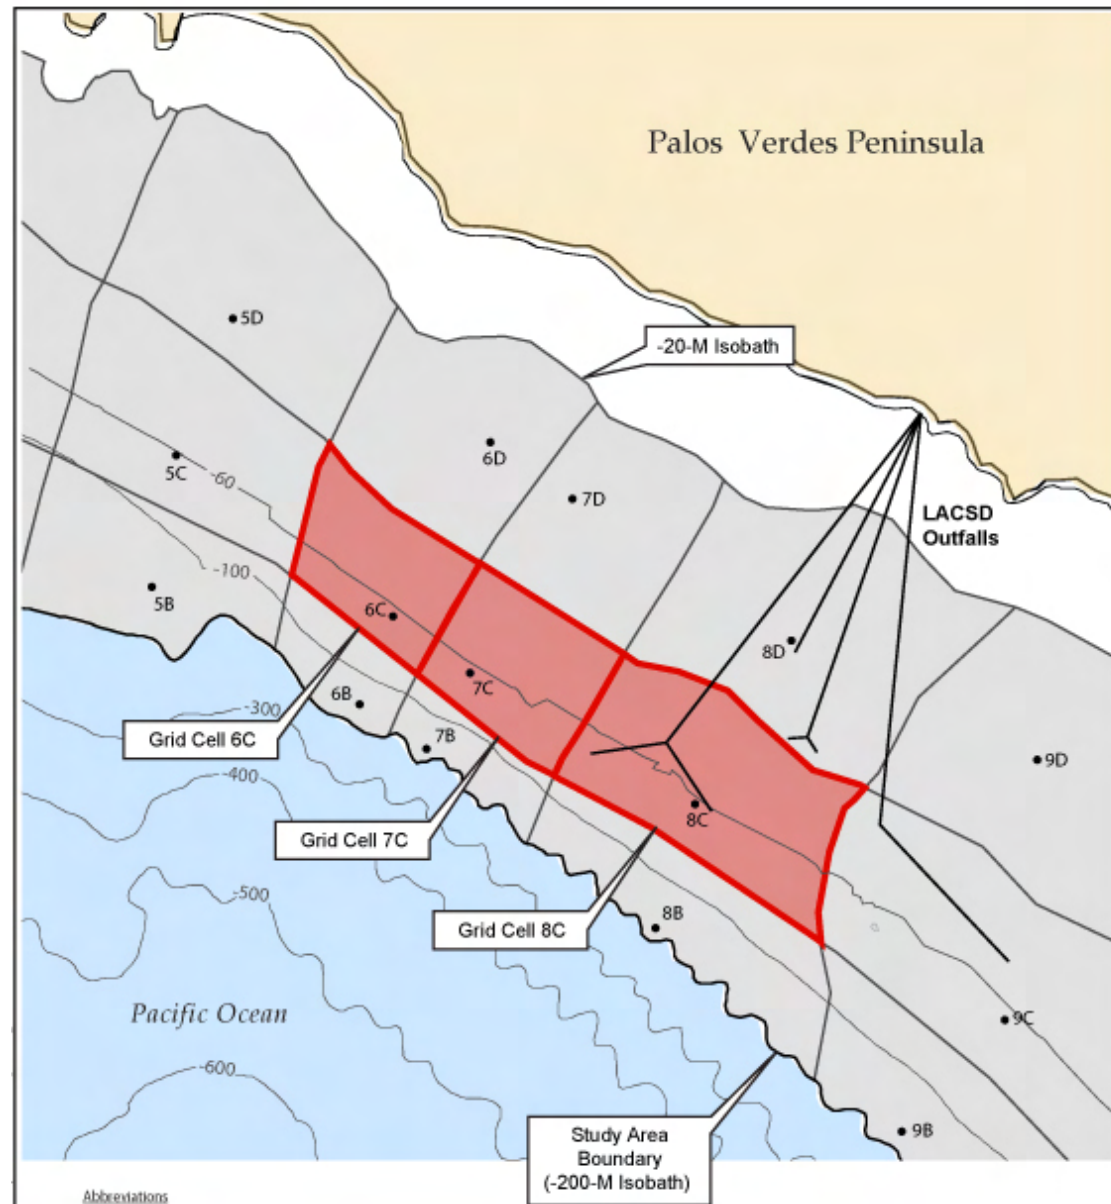 Palos Verdes Peninsula
5D
-20-M Isobath
6D
5C
-60
7D
LACSD
Outfalls
-100
5B
6C
8D
7C
6B
-300
Grid Cell 6C
7B
9D
-400
8C
Grid Cell 7C
-500
8B
Grid Cell 8C
Pacific Ocean
9C
-600
Study Area
Boundary
(-200-M Isobath)
9B
Abbreviations